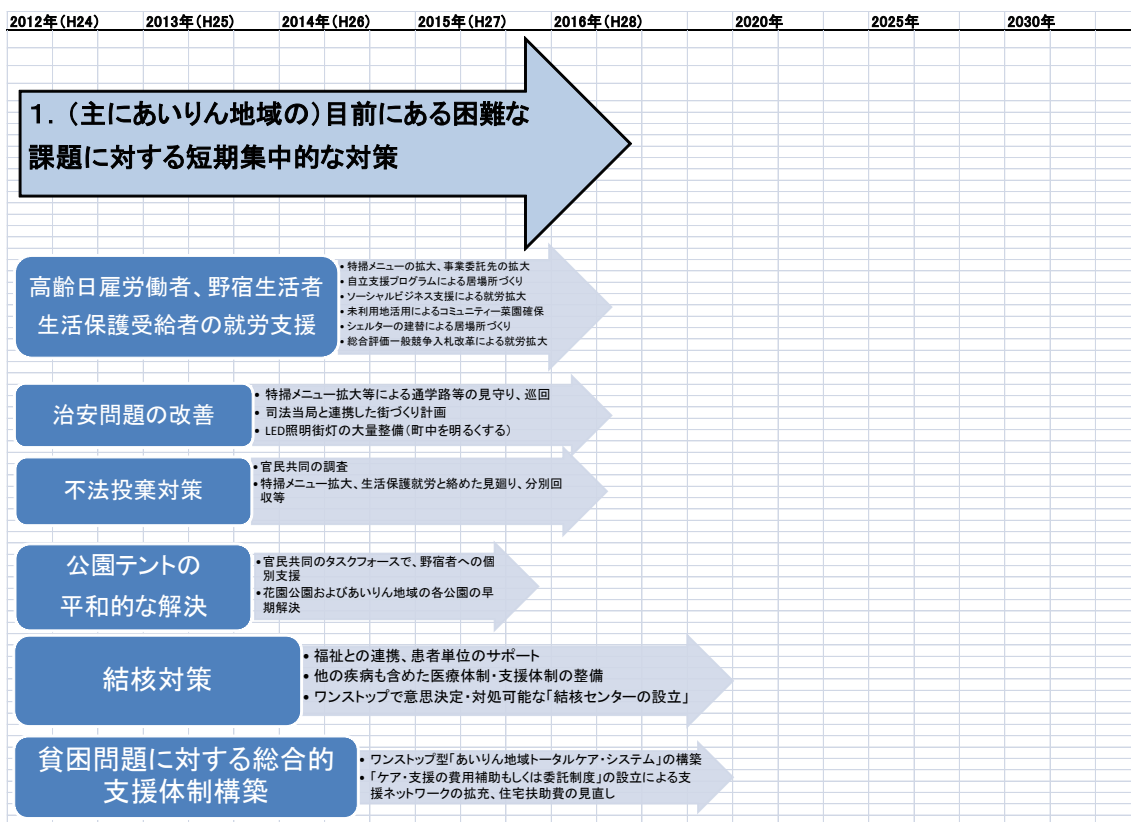 2012年(H24) 2013年(H25) 2014年(H26) 2015年(H27) 2016年(H28) 2020年 2025年 2030年
１．（主にあいりん地域の）目前にある困難な
課題に対する短期集中的な対策
高齢日雇労働者、野宿生活者
生活保護受給者の就労支援
• 特掃メニューの拡大、事業委託先の拡大
• 自立支援プログラムによる居場所づくり
• ソーシャルビジネス支援による就労拡大
• 未利用地活用によるコミュニティー菜園確保
• シェルターの建替による居場所づくり
• 総合評価一般競争入札改革による就労拡大
治安問題の改善
• 特掃メニュー拡大等による通学路等の見守り、巡回
• 司法当局と連携した街づくり計画
• LED照明街灯の大量整備（町中を明るくする）
不法投棄対策
• 官民共同の調査
• 特掃メニュー拡大、生活保護就労と絡めた見廻り、分別回
収等
公園テントの
平和的な解決
• 官民共同のタスクフォースで、野宿者への個
別支援
• 花園公園およびあいりん地域の各公園の早
期解決
結核対策
• 福祉との連携、患者単位のサポート
• 他の疾病も含めた医療体制・支援体制の整備
• ワンストップで意思決定・対処可能な「結核センターの設立」
貧困問題に対する総合的
支援体制構築
• ワンストップ型「あいりん地域トータルケア・システム」の構築
• 「ケア・支援の費用補助もしくは委託制度」の設立による支
援ネットワークの拡充、住宅扶助費の見直し